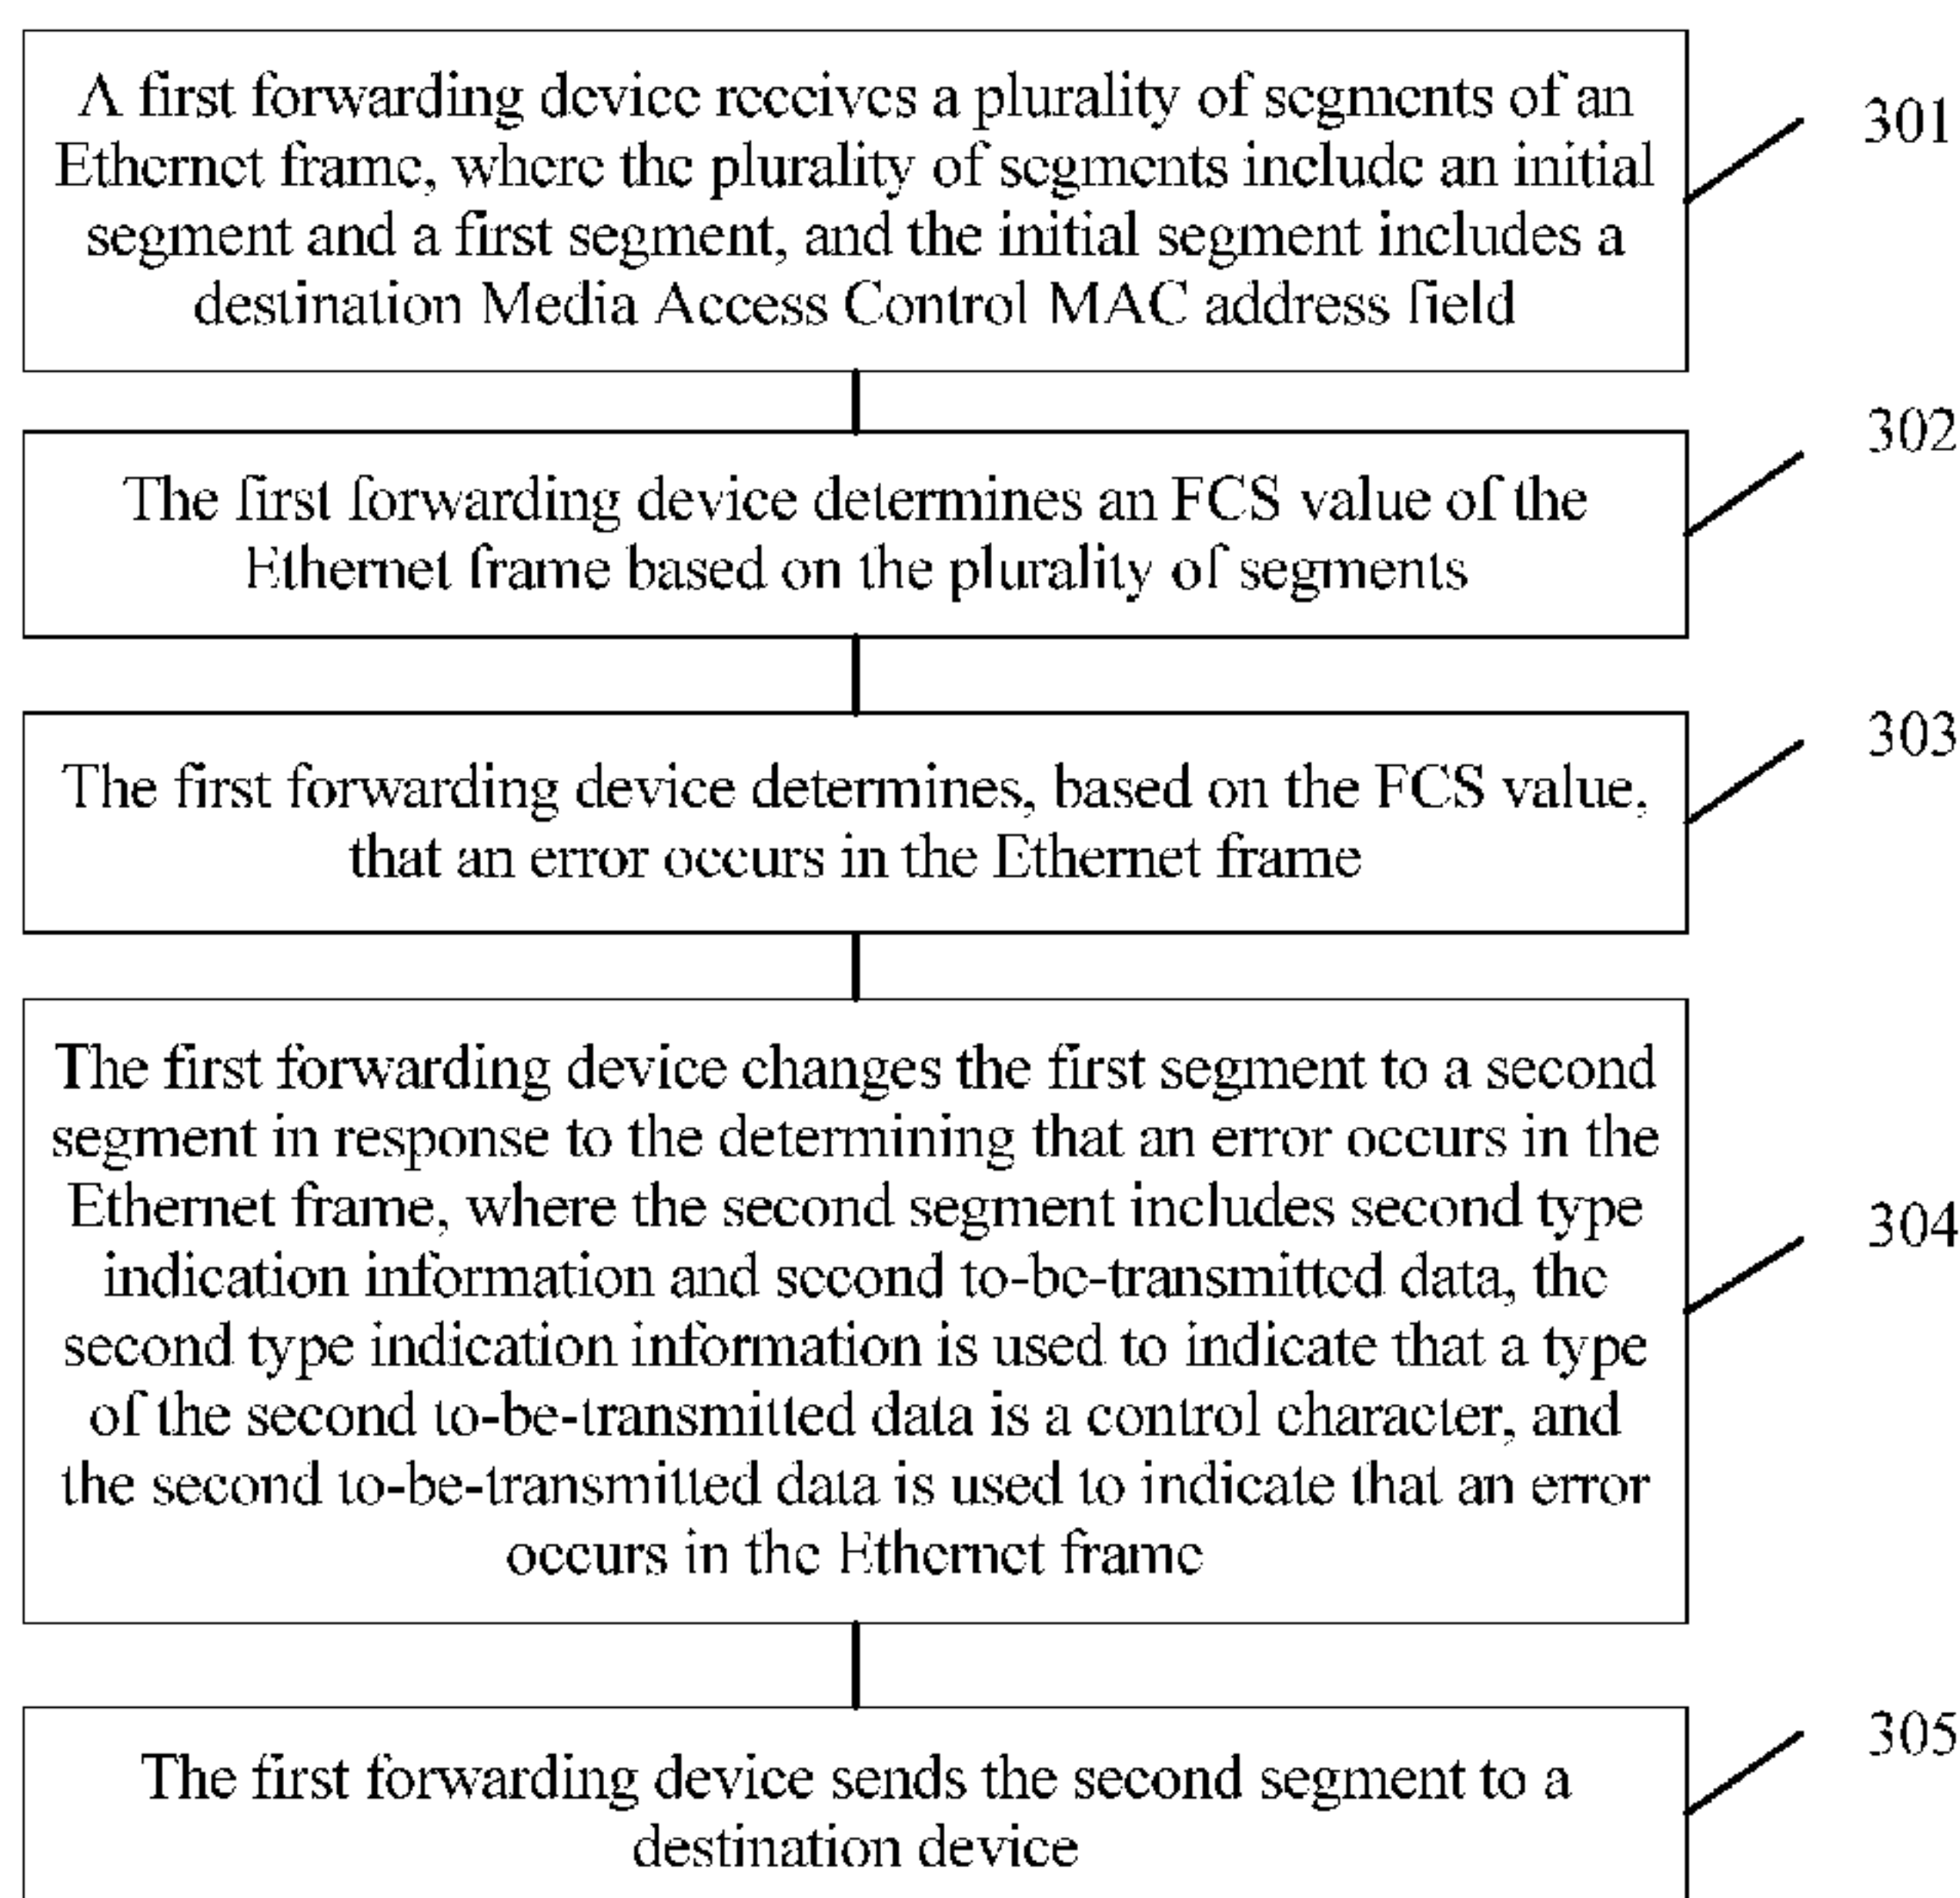 A first forwarding device receives a plurality of segments of an
Ethernet frame, where the plurality of segments include an initial
segment and a first segment, and the initial segment includes a
destination Media Access Control MAC address field
301
The first forwarding device determines an FCS value of the
Ethernet frame based on the plurality of segments
302
The first forwarding device determines, based on the FCS value,
that an error occurs in the Ethernet frame
303
The first forwarding device changes the first segment to a second
segment in response to the determining that an error occurs in the
Ethernet frame, where the second segment includes second type
indication information and second to-be-transmitted data, the
second type indication information is used to indicate that a type
of the second to-be-transmitted data is a control character, and
the second to-be-transmitted data is used to indicate that an error
occurs in the Ethernet frame
304
The first forwarding device sends the second segment to a
destination device
305